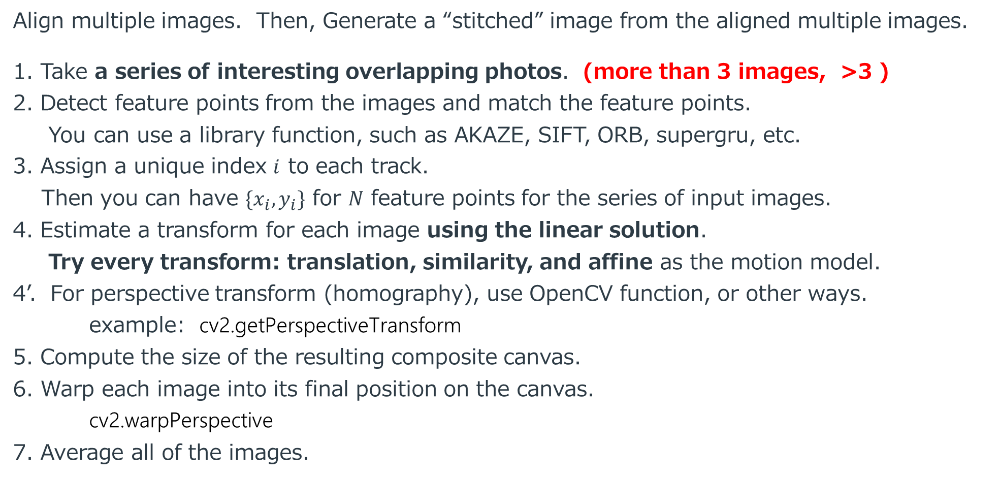 Align multiple images. Then, Generate a “stitched” image from the aligned multiple images.
1. Take a series of interesting overlapping photos. (more than 3 images, >3 )
2. Detect feature points from the images and match the feature points.
You can use a library function, such as AKAZE, SIFT, ORB, supergru, etc.
3. Assign a unique index i to each track.
Then you can have {xᵢ, yᵢ} for N feature points for the series of input images.
4. Estimate a transform for each image using the linear solution.
Try every transform: translation, similarity, and affine as the motion model.
4’. For perspective transform (homography), use OpenCV function, or other ways.
example: cv2.getPerspectiveTransform
5. Compute the size of the resulting composite canvas.
6. Warp each image into its final position on the canvas.
cv2.warpPerspective
7. Average all of the images.